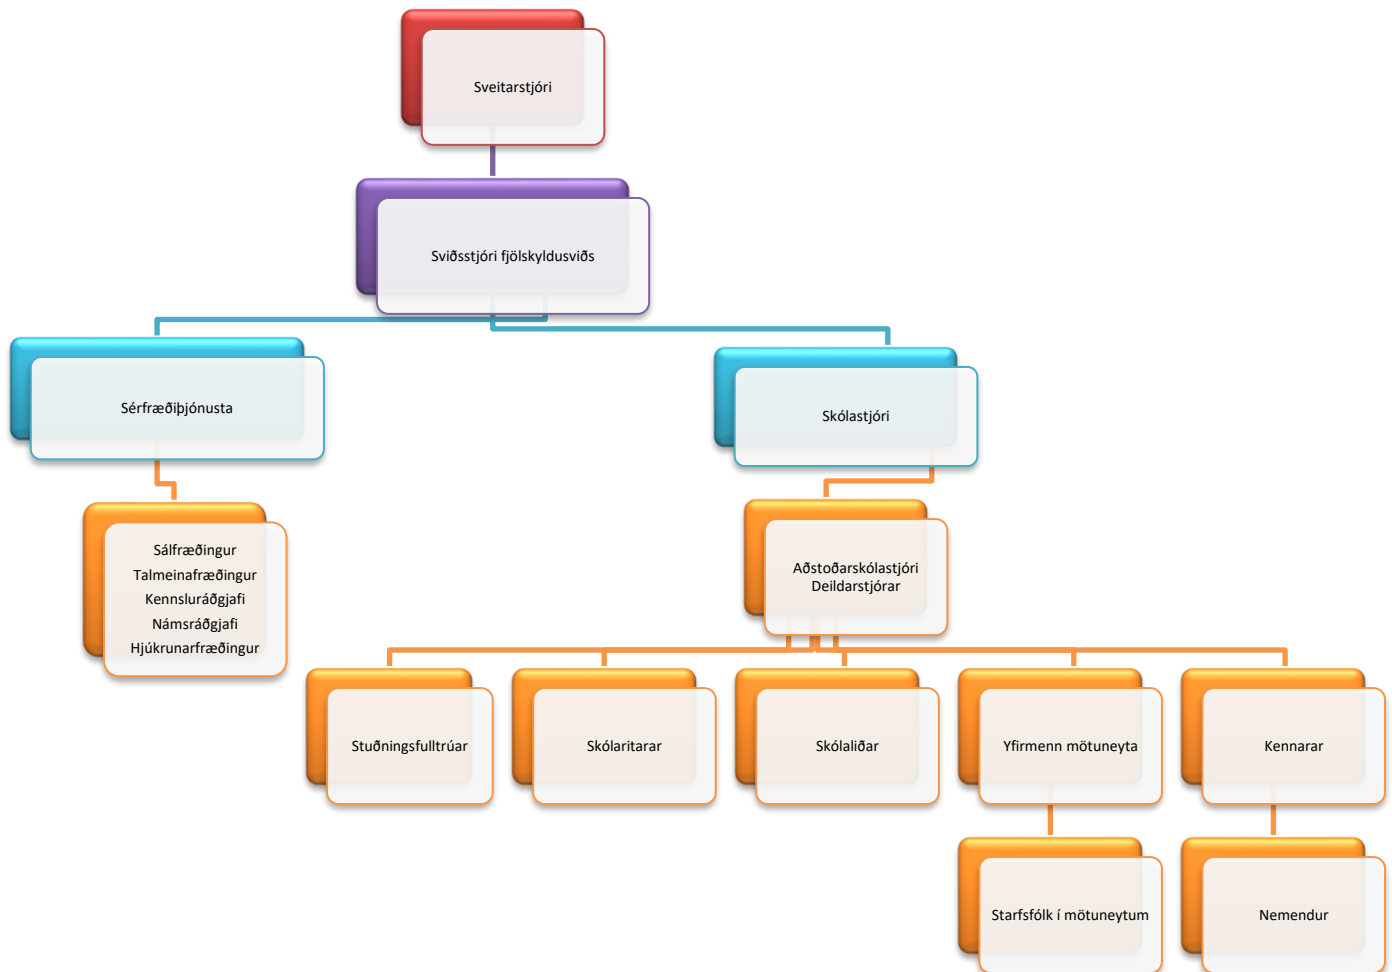 Sveitarstjóri
Sviðsstjóri fjölskyldusviðs
Sérfræðiþjónusta
Skólastjóri
Sálfræðingur
Talmeinafræðingur
Kennsluráðgjafi
Námsráðgjafi
Hjúkrunarfræðingur
Aðstoðarskólastjóri
Deildarstjórar
Stuðningsfulltrúar
Skólaritarar
Skólaliðar
Yfirmenn mötuneyta
Kennarar
Starfsfólk í mötuneytum
Nemendur